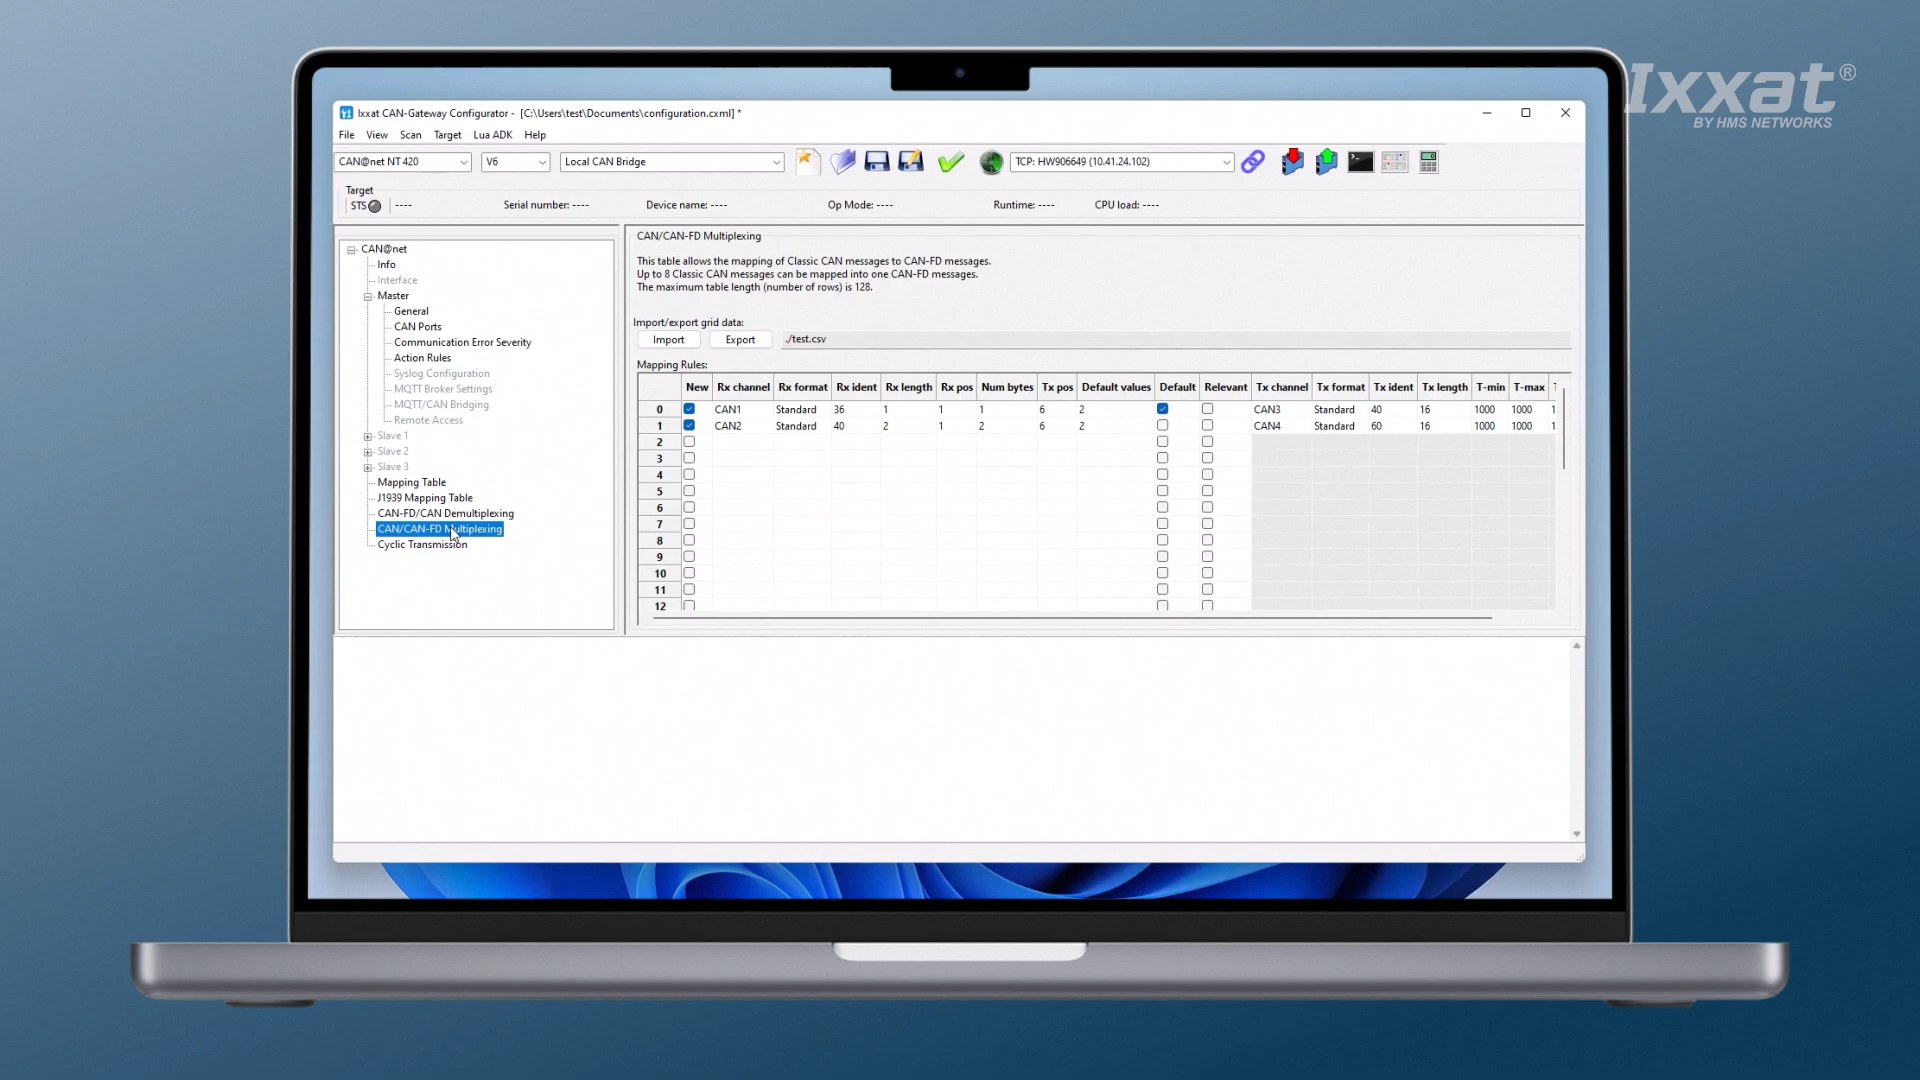 Ixxat®
BY HMS NETWORKS
Ixxat CAN-Gateway Configurator - [C:\Users\test\Documents\configuration.cxml] *
File View Scan Target Lua ADK Help
CAN@net NT 420 V6 Local CAN Bridge TCP: HW906649 (10.41.24.102)
Target
STS ---- Serial number: ---- Device name: ---- Op Mode: ---- Runtime: ---- CPU load: ----
CAN@net
Info
Interface
Master
General
CAN Ports
Communication Error Severity
Action Rules
Syslog Configuration
MQTT Broker Settings
MQTT/CAN Bridging
Remote Access
Slave 1
Slave 2
Slave 3
Mapping Table
J1939 Mapping Table
CAN-FD/CAN Demultiplexing
CAN/CAN-FD Multiplexing
Cyclic Transmission
CAN/CAN-FD Multiplexing
This table allows the mapping of Classic CAN messages to CAN-FD messages.
Up to 8 Classic CAN messages can be mapped into one CAN-FD messages.
The maximum table length (number of rows) is 128.
Import/export grid data:
Import Export ./test.csv
Mapping Rules:
New Rx channel Rx format Rx ident Rx length Rx pos Num bytes Tx pos Default values Default Relevant Tx channel Tx format Tx ident Tx length T-min T-max
0 CAN1 Standard 36 1 1 1 6 2 CAN3 Standard 40 16 1000 1000 1
1 CAN2 Standard 40 2 1 2 6 2 CAN4 Standard 60 16 1000 1000 1
2
3
4
5
6
7
8
9
10
11
12